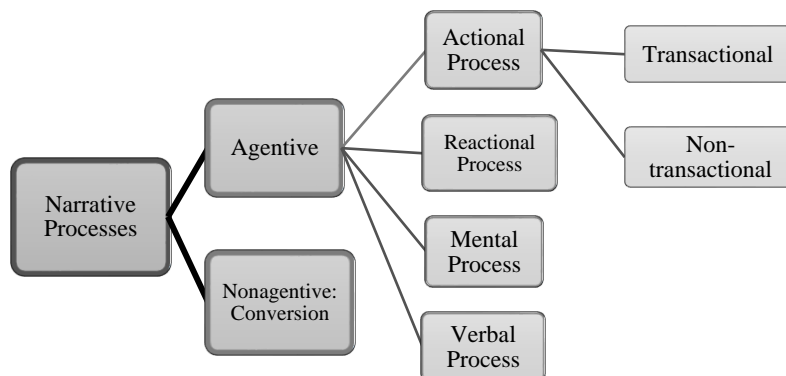 Narrative
Processes
Agentive
Nonagentive:
Conversion
Actional
Process
Reactional
Process
Mental
Process
Verbal
Process
Transactional
Non-
transactional